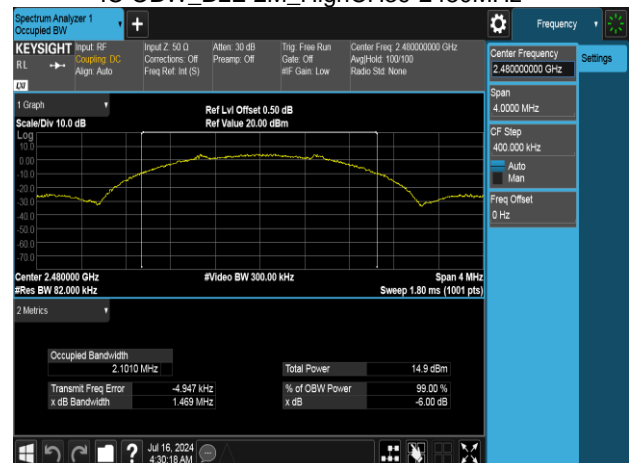 Spectrum Analyzer 1
Occupied BW
Frequency
KEYSIGHT
RL
LXI
Input: RF
Coupling: DC
Align: Auto
Input Z: 50 Ω
Corrections: Off
Freq Ref: Int (S)
Atten: 30 dB
Preamp: Off
Trig: Free Run
Gate: Off
#IF Gain: Low
Center Freq: 2.480000000 GHz
Avg|Hold: 100/100
Radio Std: None
Center Frequency
2.480000000 GHz
Settings
Span
4.0000 MHz
CF Step
400.000 kHz
Auto
Man
Freq Offset
0 Hz
1 Graph
Scale/Div 10.0 dB
Ref Lvl Offset 0.50 dB
Ref Value 20.00 dBm
Log
10.0
0.00
-10.0
-20.0
-30.0
-40.0
-50.0
-60.0
-70.0
Center 2.480000 GHz
#Res BW 82.000 kHz
#Video BW 300.00 kHz
Span 4 MHz
Sweep 1.80 ms (1001 pts)
2 Metrics
Occupied Bandwidth
2.1010 MHz
Total Power 14.9 dBm
Transmit Freq Error -4.947 kHz
% of OBW Power 99.00 %
x dB Bandwidth 1.469 MHz
x dB -6.00 dB
Jul 16, 2024
4:30:18 AM